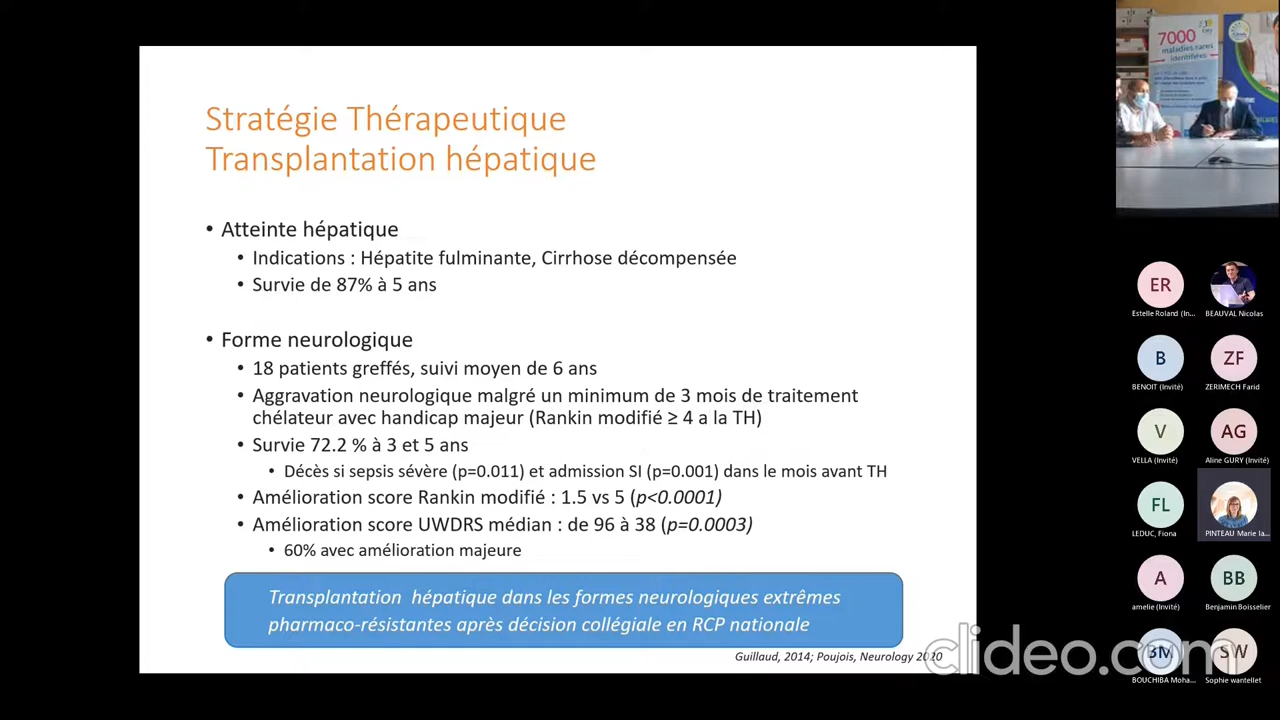 Stratégie Thérapeutique
Transplantation hépatique
• Atteinte hépatique
• Indications : Hépatite fulminante, Cirrhose décompensée
• Survie de 87% à 5 ans
• Forme neurologique
• 18 patients greffés, suivi moyen de 6 ans
• Aggravation neurologique malgré un minimum de 3 mois de traitement
chélateur avec handicap majeur (Rankin modifié ≥ 4 a la TH)
• Survie 72.2 % à 3 et 5 ans
• Décès si sepsis sévère (p=0.011) et admission SI (p=0.001) dans le mois avant TH
• Amélioration score Rankin modifié : 1.5 vs 5 (p<0.0001)
• Amélioration score UWDRS médian : de 96 à 38 (p=0.0003)
• 60% avec amélioration majeure
Transplantation hépatique dans les formes neurologiques extrêmes
pharmaco-résistantes après décision collégiale en RCP nationale
Guillaud, 2014; Poujois, Neurology 2020
7000
maladies rares
identifiées
ER
Estelle Roland (In...
BEAUVAL Nicolas
B
BENOIT (Invité)
ZF
ZERIMECH Farid
V
VELLA (Invité)
AG
Aline GURY (Invité)
FL
LEDUC, Fiona
PINTEAU Marie la...
A
amelie (Invité)
BB
Benjamin Boisselier
BM
BOUCHIBA Moha...
SW
Sophie wantellet
clideo.com